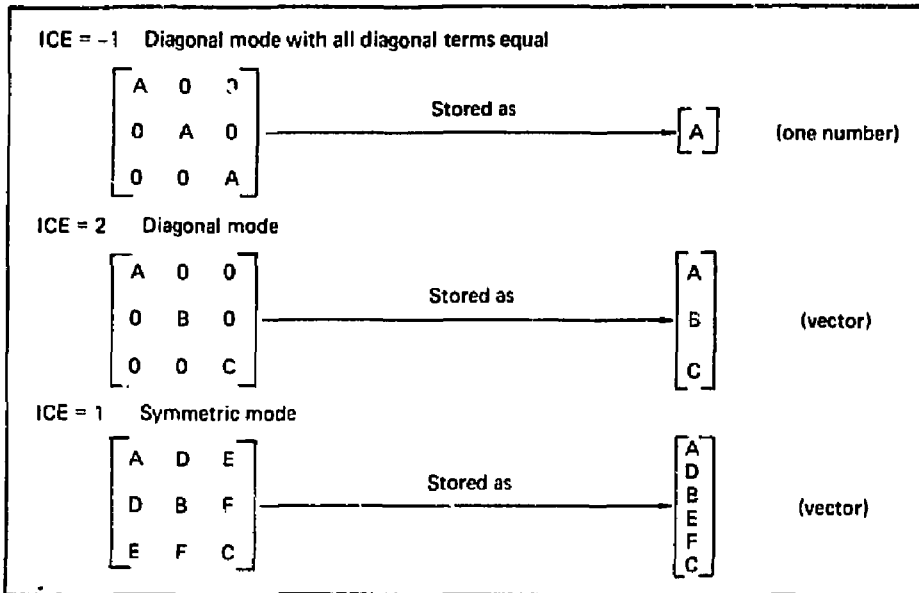 ICE = -1 Diagonal mode with all diagonal terms equal
A 0
0 A 0
0 0 A
Stored as
A
(one number)
ICE = 2 Diagonal mode
A 0 0
0 B 0
0 0 C
Stored as
A
B
C
(vector)
ICE = 1 Symmetric mode
A D E
D B F
E F C
Stored as
A
D
B
E
F
C
(vector)